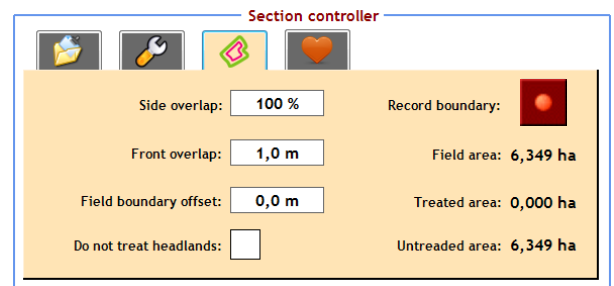 Section controller
Side overlap: 100 % Record boundary:
Front overlap: 1,0 m Field area: 6,349 ha
Field boundary offset: 0,0 m Treated area: 0,000 ha
Do not treat headlands: Untreaded area: 6,349 ha